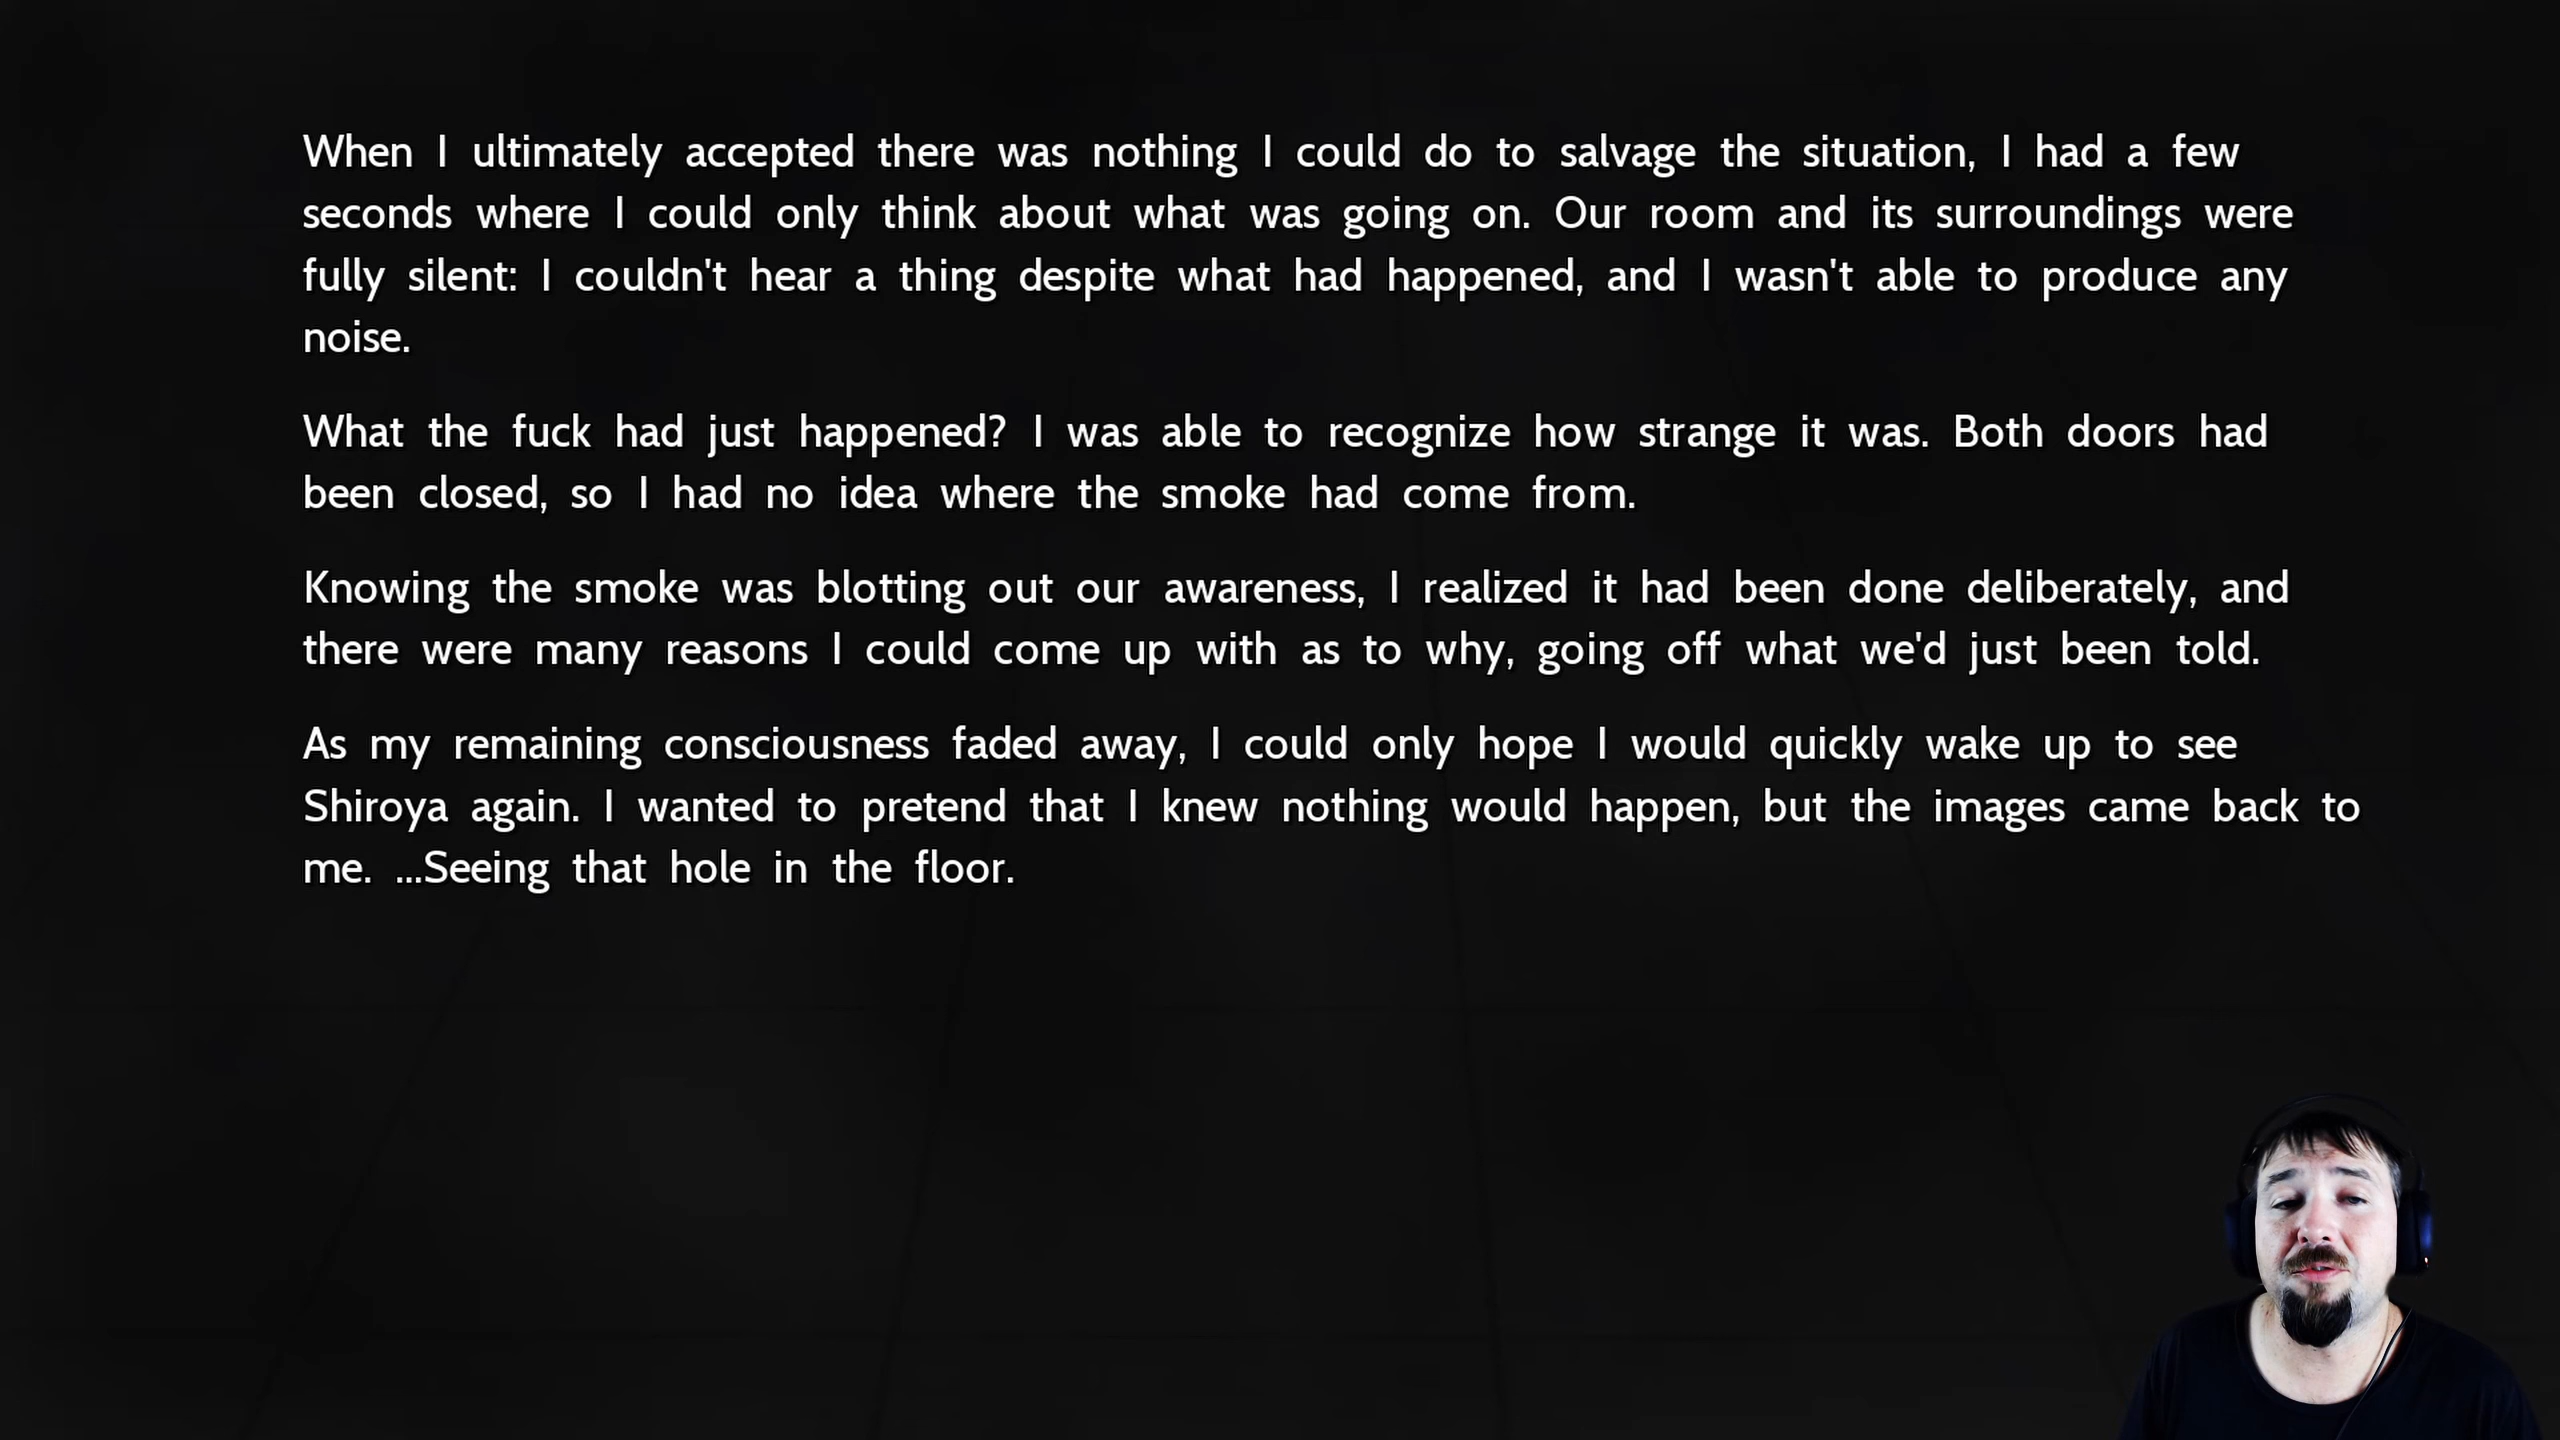 When I ultimately accepted there was nothing I could do to salvage the situation, I had a few
seconds where I could only think about what was going on. Our room and its surroundings were
fully silent: I couldn't hear a thing despite what had happened, and I wasn't able to produce any
noise.
What the fuck had just happened? I was able to recognize how strange it was. Both doors had
been closed, so I had no idea where the smoke had come from.
Knowing the smoke was blotting out our awareness, I realized it had been done deliberately, and
there were many reasons I could come up with as to why, going off what we'd just been told.
As my remaining consciousness faded away, I could only hope I would quickly wake up to see
Shiroya again. I wanted to pretend that I knew nothing would happen, but the images came back to
me. ...Seeing that hole in the floor.